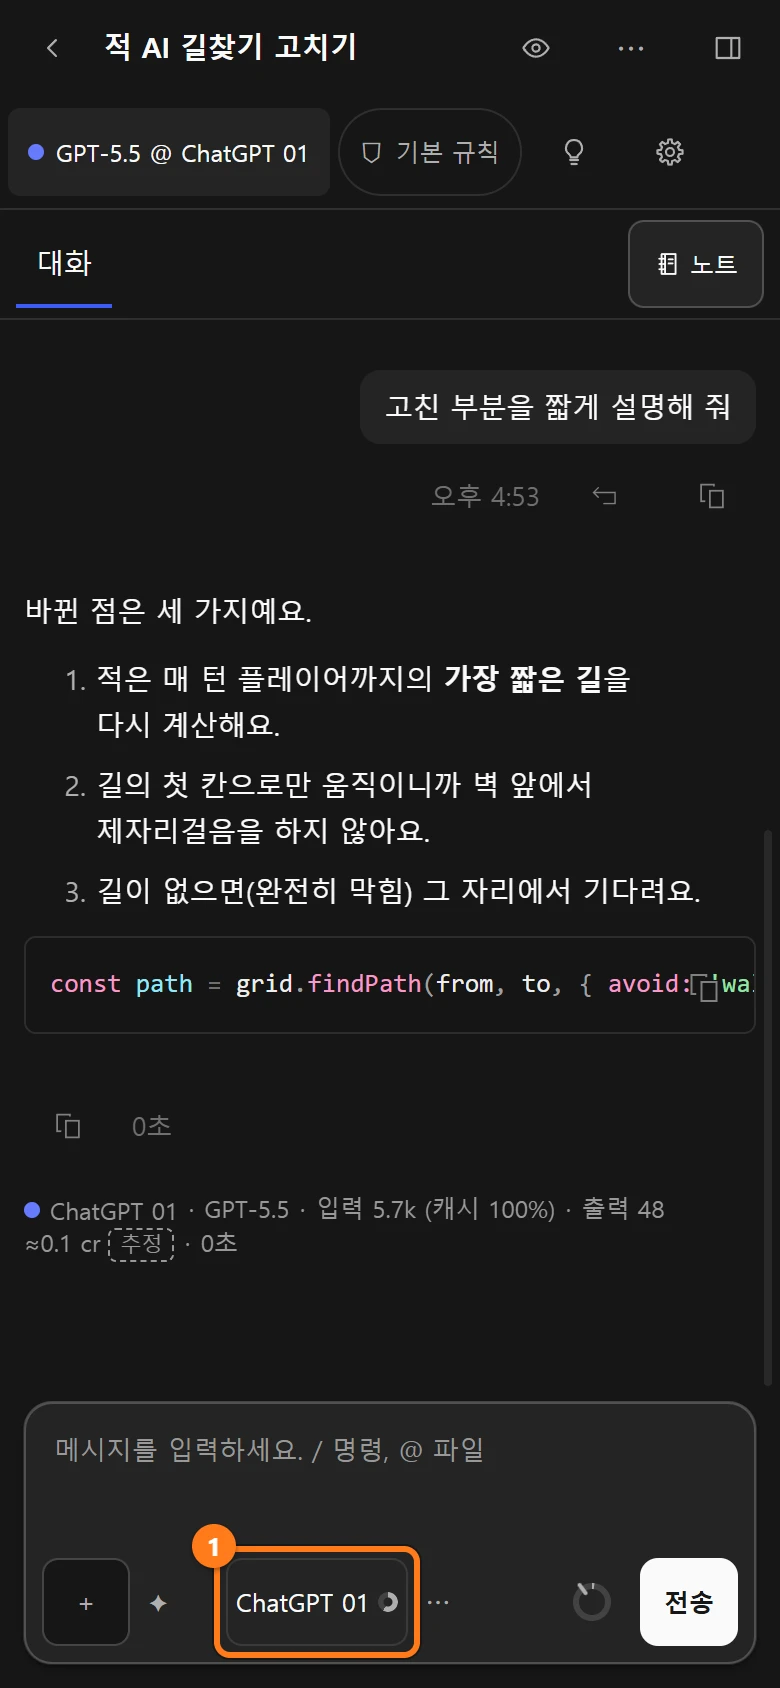 적 AI 길찾기 고치기
GPT-5.5 @ ChatGPT 01
기본 규칙
대화
노트
고친 부분을 짧게 설명해 줘
오후 4:53
바뀐 점은 세 가지예요.
1. 적은 매 턴 플레이어까지의 가장 짧은 길을
다시 계산해요.
2. 길의 첫 칸으로만 움직이니까 벽 앞에서
제자리걸음을 하지 않아요.
3. 길이 없으면(완전히 막힘) 그 자리에서 기다려요.
const path = grid.findPath(from, to, { avoid: 'wa
0초
ChatGPT 01 · GPT-5.5 · 입력 5.7k (캐시 100%) · 출력 48
≈0.1 cr 추정 · 0초
메시지를 입력하세요. / 명령, @ 파일
1
+
ChatGPT 01
전송